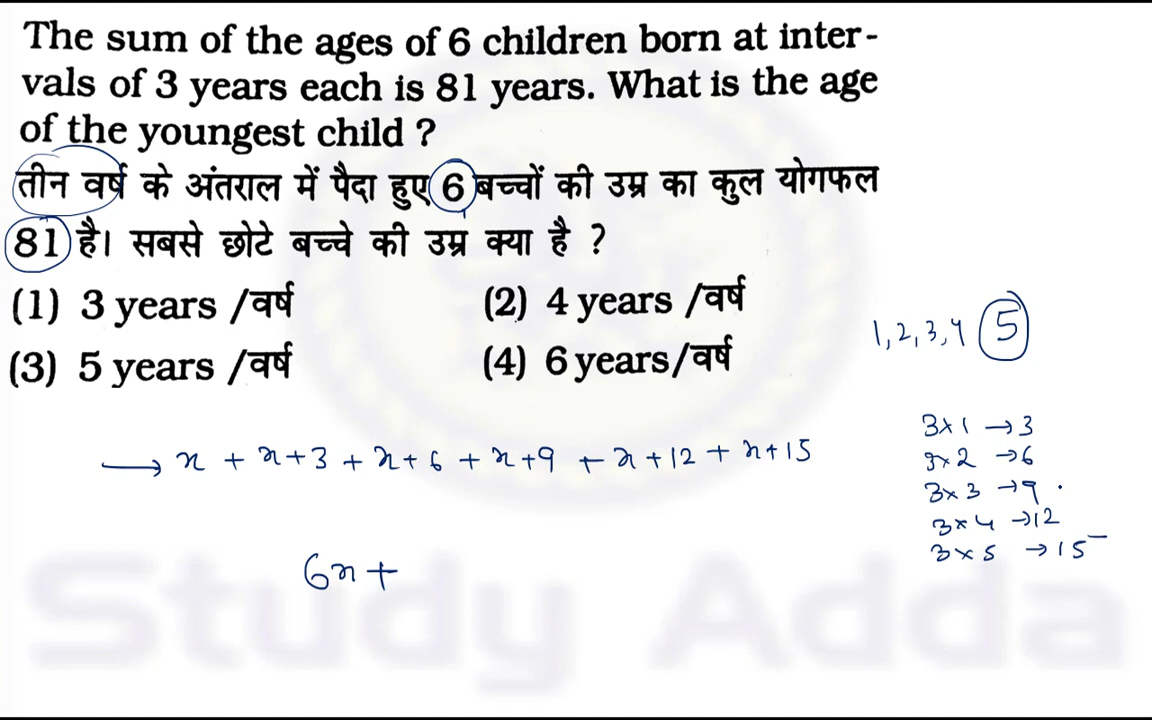 The sum of the ages of 6 children born at inter-
vals of 3 years each is 81 years. What is the age
of the youngest child ?
तीन वर्ष के अंतराल में पैदा हुए 6 बच्चों की उम्र का कुल योगफल
81 है। सबसे छोटे बच्चे की उम्र क्या है ?
(1) 3 years /वर्ष (2) 4 years /वर्ष
(3) 5 years /वर्ष (4) 6 years/वर्ष
1, 2, 3, 4 5
3×1 → 3
3×2 → 6
3×3 → 9
3×4 → 12
3×5 → 15
→ x + x+3 + x+6 + x+9 + x+12 + x+15
6x +
Study Adda